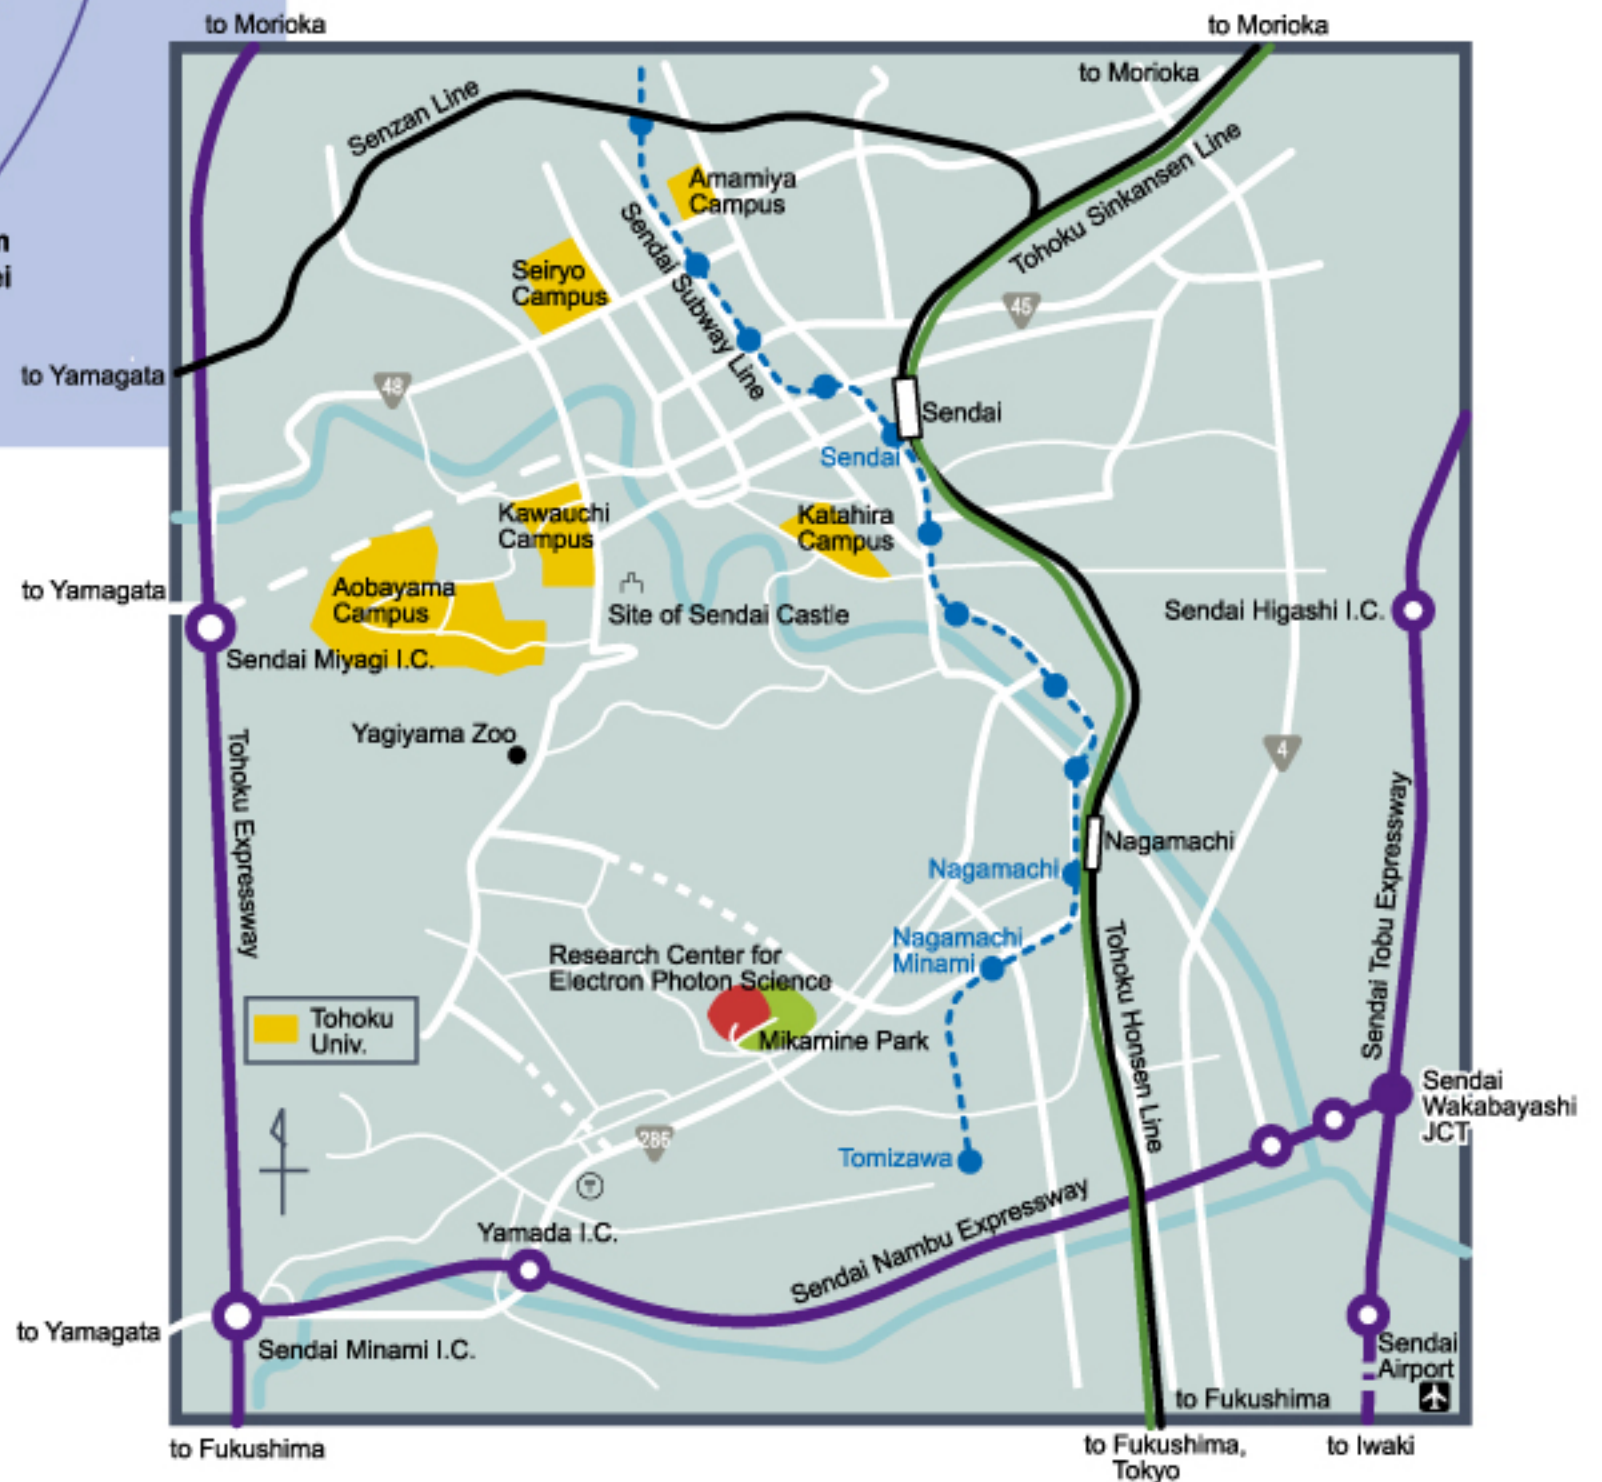 to Morioka
to Morioka
to Morioka
Senzan Line
Tohoku Sinkansen Line
Amamiya
Campus
Sendai Subway Line
Seiryo
Campus
45
to Yamagata
48
Sendai
Sendai
Kawauchi
Campus
Katahira
Campus
to Yamagata
Aobayama
Campus
Site of Sendai Castle
Sendai Higashi I.C.
Sendai Miyagi I.C.
Yagiyama Zoo
4
Tohoku Expressway
Sendai Tobu Expressway
Nagamachi
Nagamachi
Nagamachi
Minami
Research Center for
Electron Photon Science
Tohoku Honsen Line
Tohoku
Univ.
Mikamine Park
Sendai
Wakabayashi
JCT
286
Tomizawa
Yamada I.C.
Sendai Nambu Expressway
to Yamagata
Sendai Minami I.C.
Sendai
Airport
to Fukushima
to Fukushima
to Fukushima,
Tokyo
to Iwaki